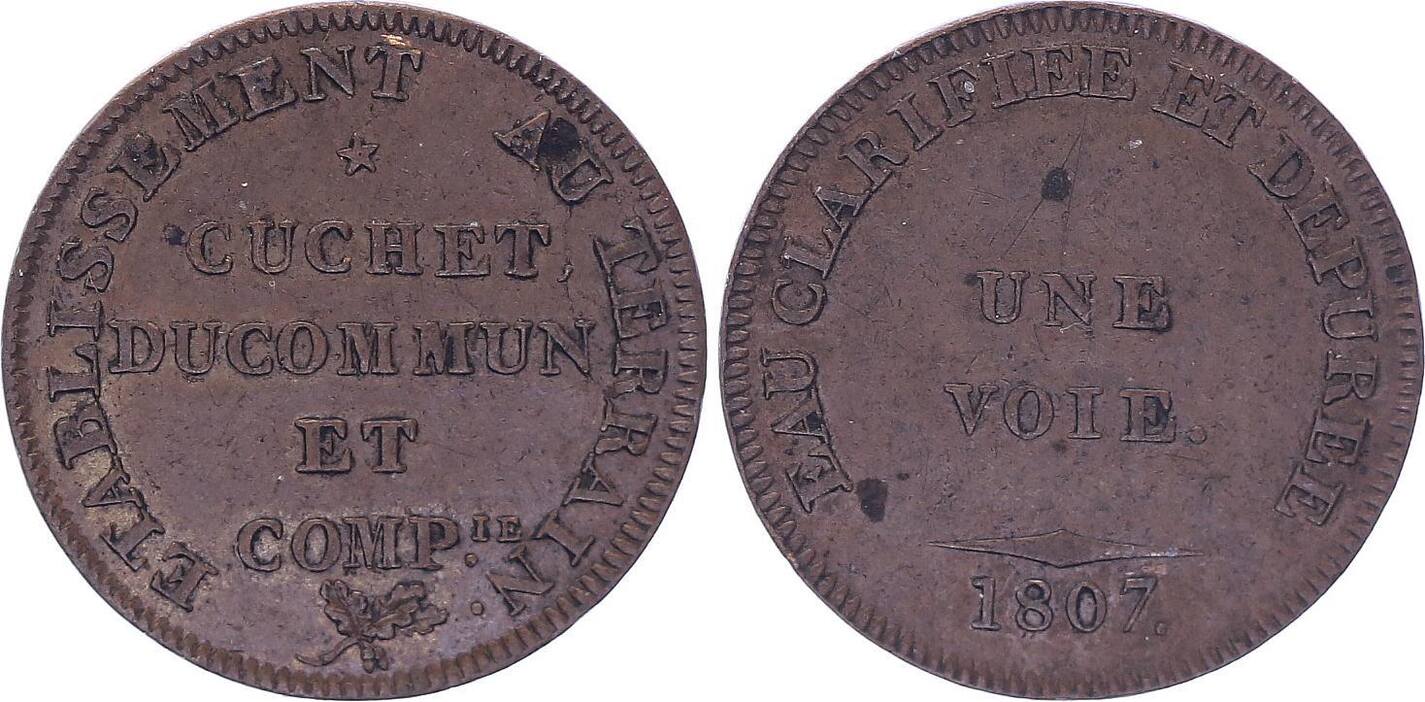 ETABLISSEMENT AU TERRAIN.
CUCHET,
DUCOMMUN
ET
COMP.IE
EAU CLARIFIEE ET DEPUREE
UNE
VOIE.
1807.